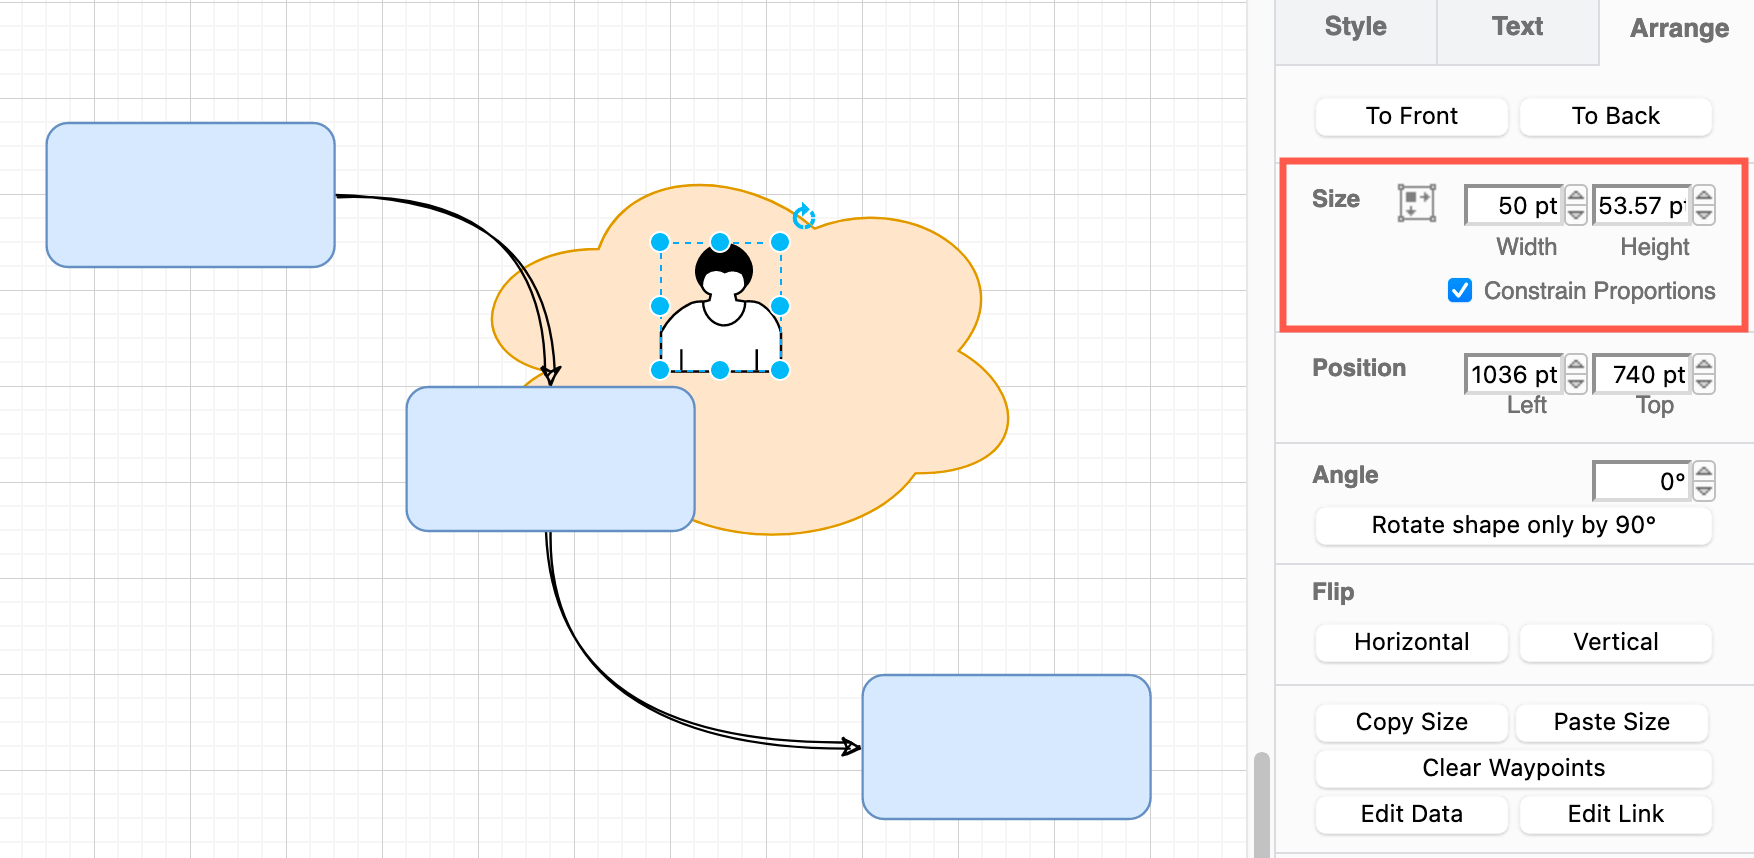 Style Text Arrange
To Front To Back
Size 50 pt 53.57 p
Width Height
Constrain Proportions
Position 1036 pt 740 pt
Left Top
Angle 0°
Rotate shape only by 90°
Flip
Horizontal Vertical
Copy Size Paste Size
Clear Waypoints
Edit Data Edit Link